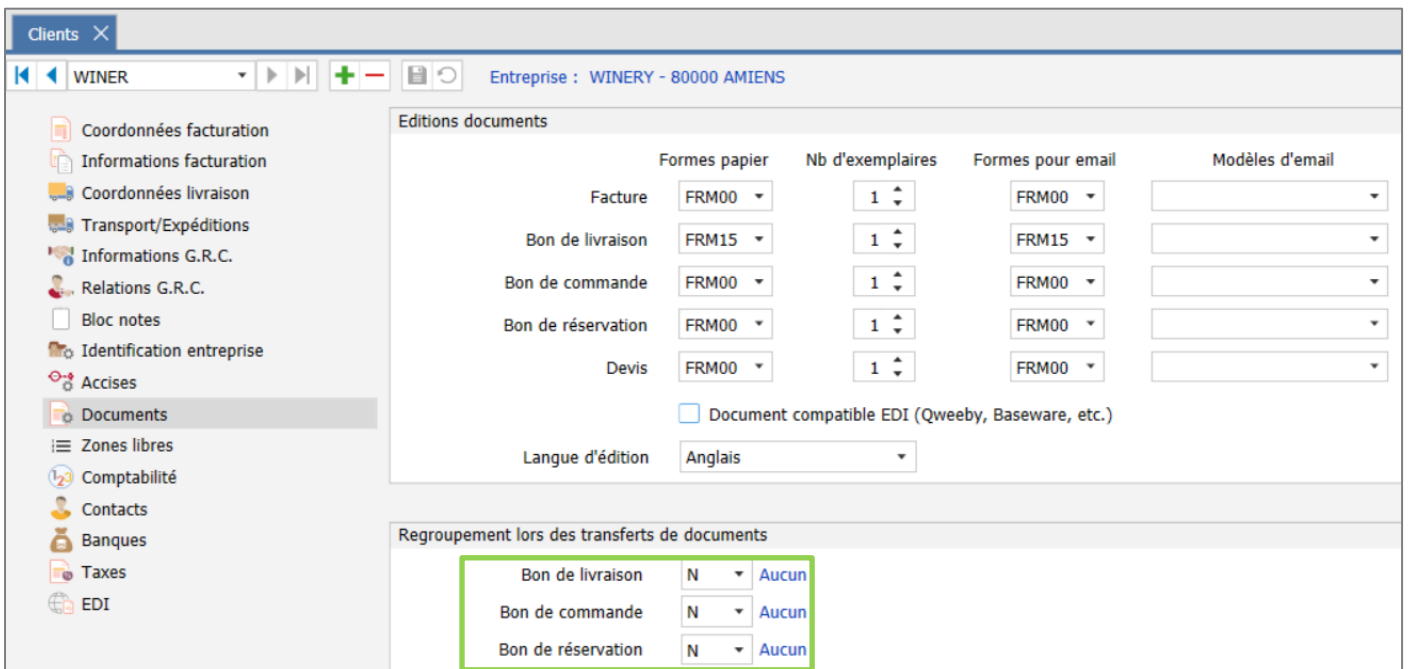 Clients
WINER
Entreprise : WINERY - 80000 AMIENS
Coordonnées facturation
Informations facturation
Coordonnées livraison
Transport/Expéditions
Informations G.R.C.
Relations G.R.C.
Bloc notes
Identification entreprise
Accises
Documents
Zones libres
Comptabilité
Contacts
Banques
Taxes
EDI
Editions documents
Formes papier Nb d'exemplaires Formes pour email Modèles d'email
Facture FRM00 1 FRM00
Bon de livraison FRM15 1 FRM15
Bon de commande FRM00 1 FRM00
Bon de réservation FRM00 1 FRM00
Devis FRM00 1 FRM00
Document compatible EDI (Qweeby, Baseware, etc.)
Langue d'édition Anglais
Regroupement lors des transferts de documents
Bon de livraison N Aucun
Bon de commande N Aucun
Bon de réservation N Aucun